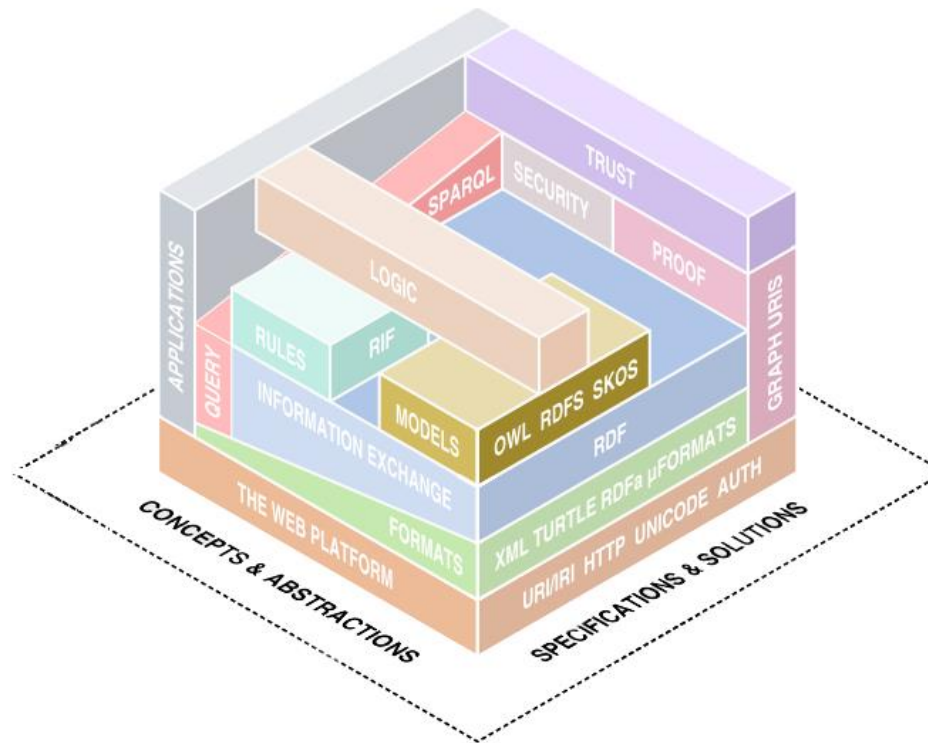 TRUST
SPARQL
SECURITY
PROOF
LOGIC
APPLICATIONS
GRAPH URIS
RULES
RIF
QUERY
INFORMATION EXCHANGE
MODELS
OWL RDFS SKOS
RDF
FORMATS
XML TURTLE RDFa µFORMATS
THE WEB PLATFORM
URI/IRI HTTP UNICODE AUTH
CONCEPTS & ABSTRACTIONS
SPECIFICATIONS & SOLUTIONS